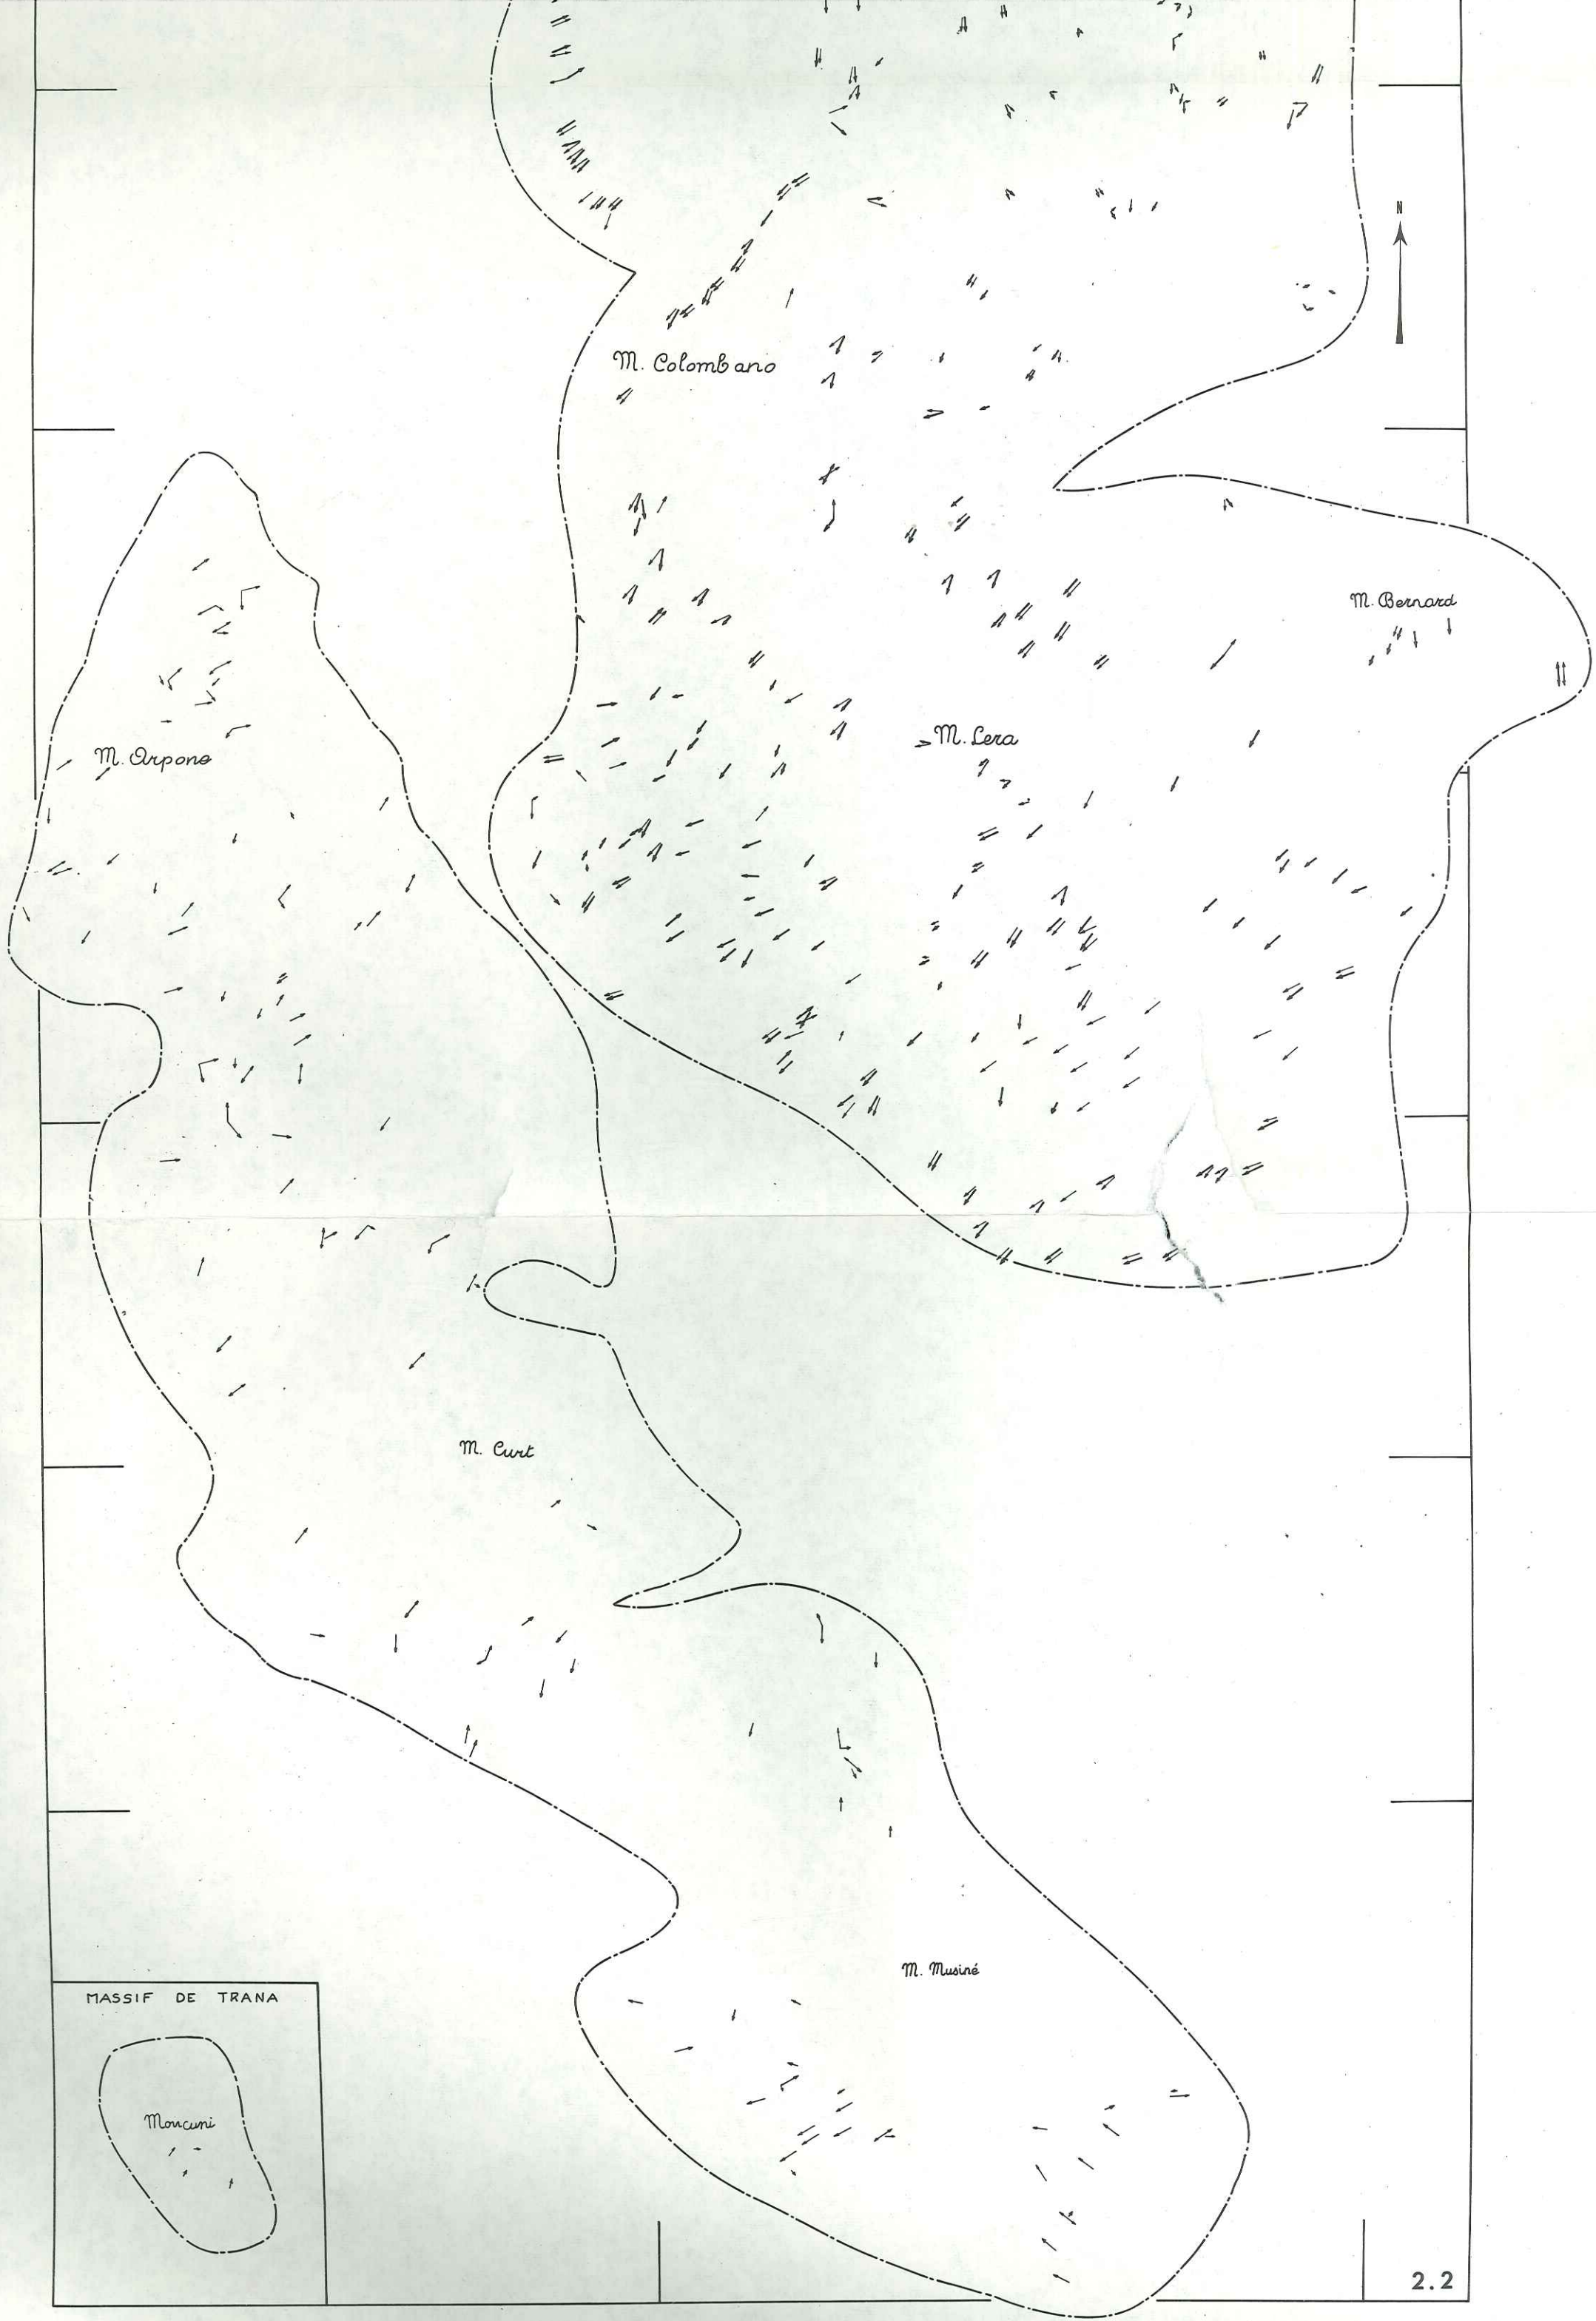 N
M. Colombano
M. Bernard
M. Lera
M. Arpone
M. Curt
M. Musiné
MASSIF DE TRANA
Moncuni
2.2